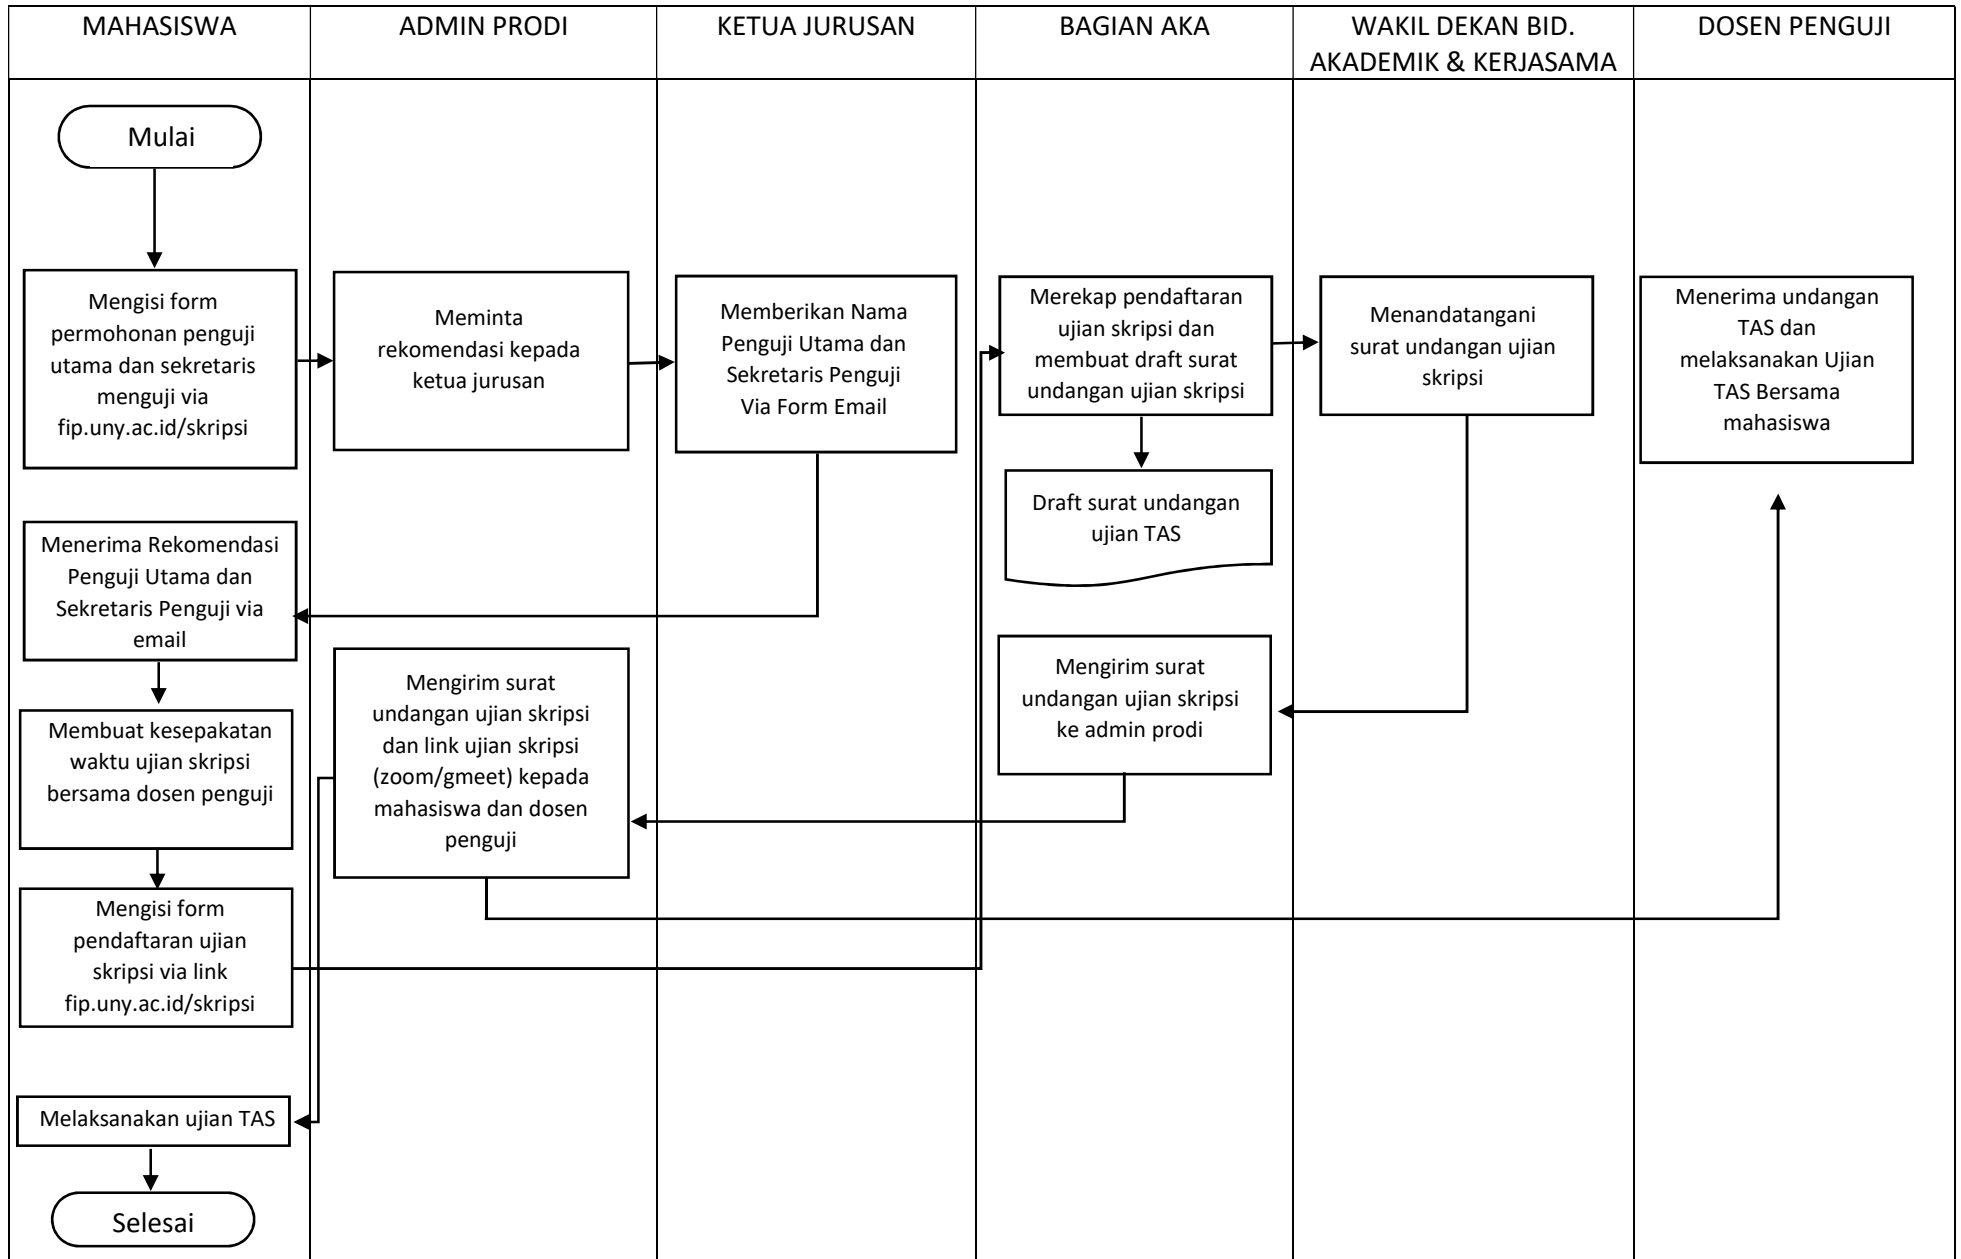 MAHASISWA
ADMIN PRODI
KETUA JURUSAN
BAGIAN AKA
WAKIL DEKAN BID.
AKADEMIK & KERJASAMA
DOSEN PENGUJI
Mulai
Mengisi form
permohonan penguji
utama dan sekretaris
menguji via
fip.uny.ac.id/skripsi
Meminta
rekomendasi kepada
ketua jurusan
Memberikan Nama
Penguji Utama dan
Sekretaris Penguji
Via Form Email
Merekap pendaftaran
ujian skripsi dan
membuat draft surat
undangan ujian skripsi
Menandatangani
surat undangan ujian
skripsi
Menerima undangan
TAS dan
melaksanakan Ujian
TAS Bersama
mahasiswa
Draft surat undangan
ujian TAS
Menerima Rekomendasi
Penguji Utama dan
Sekretaris Penguji via
email
Mengirim surat
undangan ujian skripsi
dan link ujian skripsi
(zoom/gmeet) kepada
mahasiswa dan dosen
penguji
Mengirim surat
undangan ujian skripsi
ke admin prodi
Membuat kesepakatan
waktu ujian skripsi
bersama dosen penguji
Mengisi form
pendaftaran ujian
skripsi via link
fip.uny.ac.id/skripsi
Melaksanakan ujian TAS
Selesai